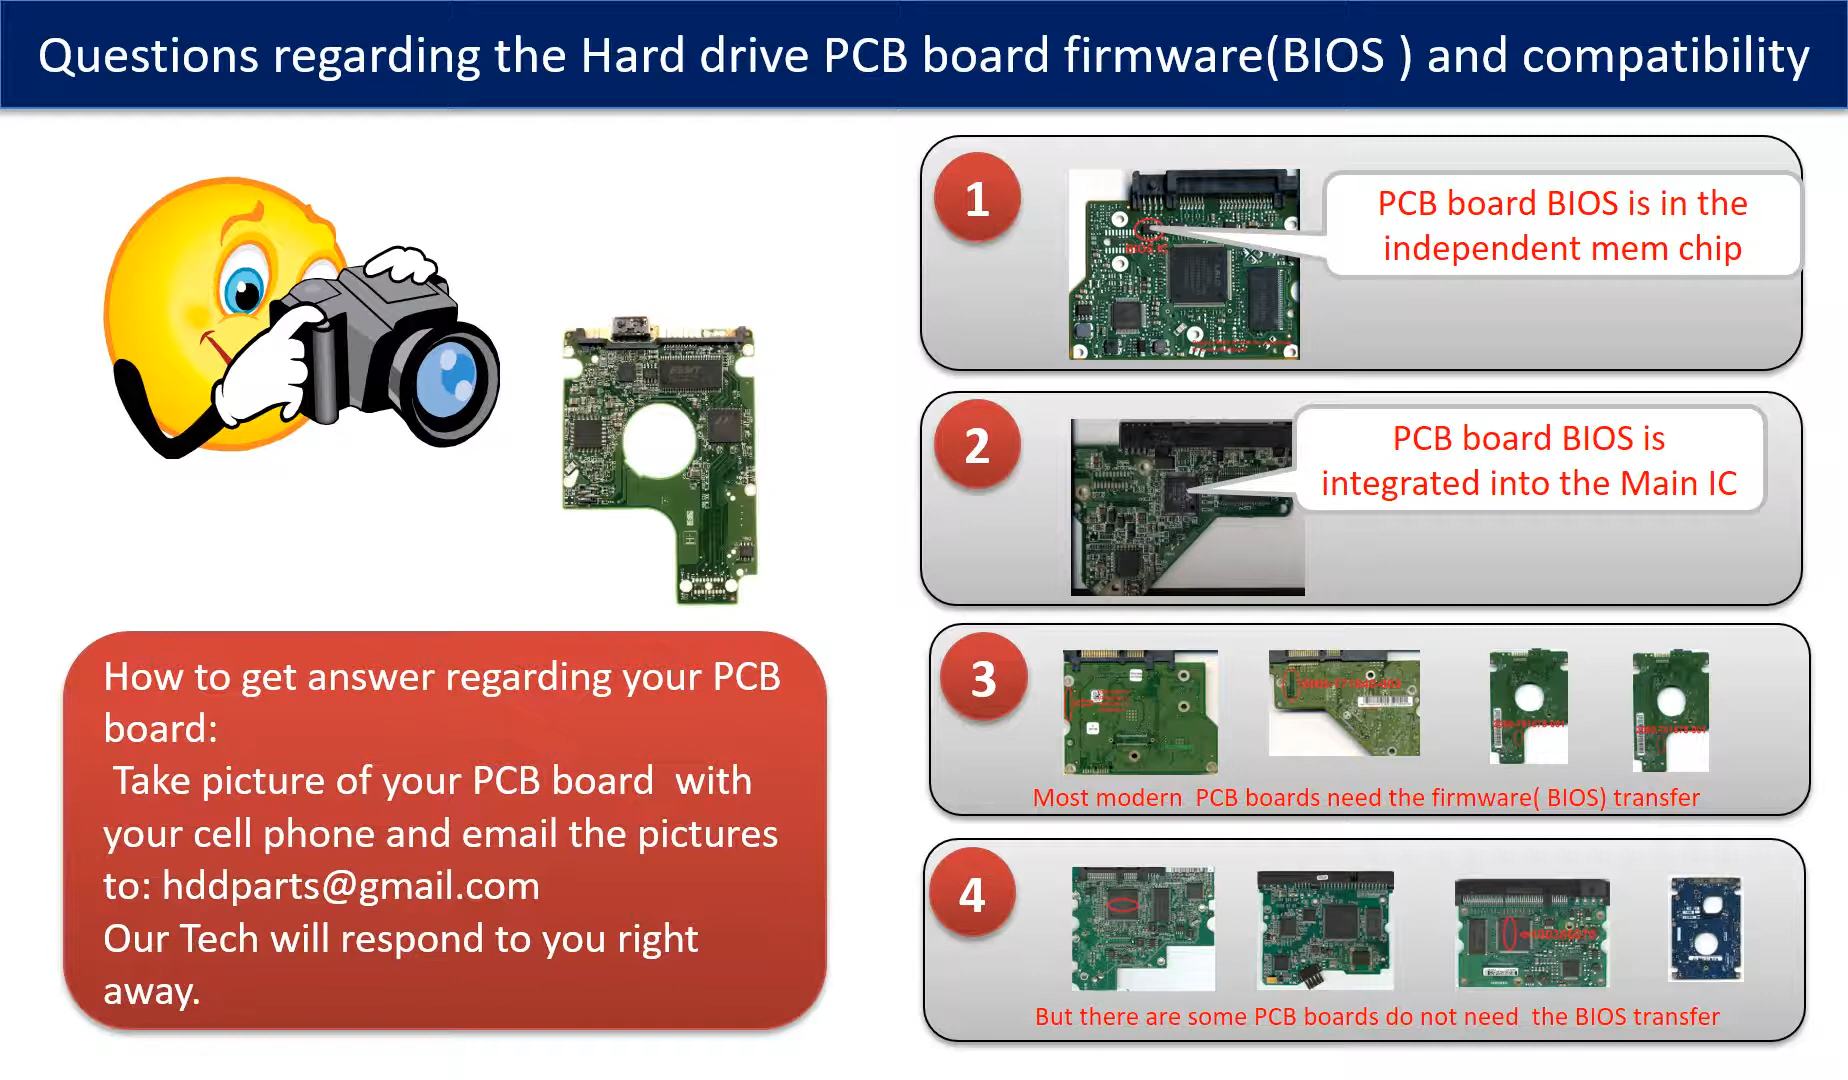 Questions regarding the Hard drive PCB board firmware(BIOS ) and compatibility
How to get answer regarding your PCB
board:
Take picture of your PCB board  with
your cell phone and email the pictures
to: hddparts@gmail.com
Our Tech will respond to you right
away.
1
BIOS IC
PCB board BIOS is in the
independent mem chip
2
PCB board BIOS is
integrated into the Main IC
3
Most modern  PCB boards need the firmware( BIOS) transfer
4
But there are some PCB boards do not need  the BIOS transfer